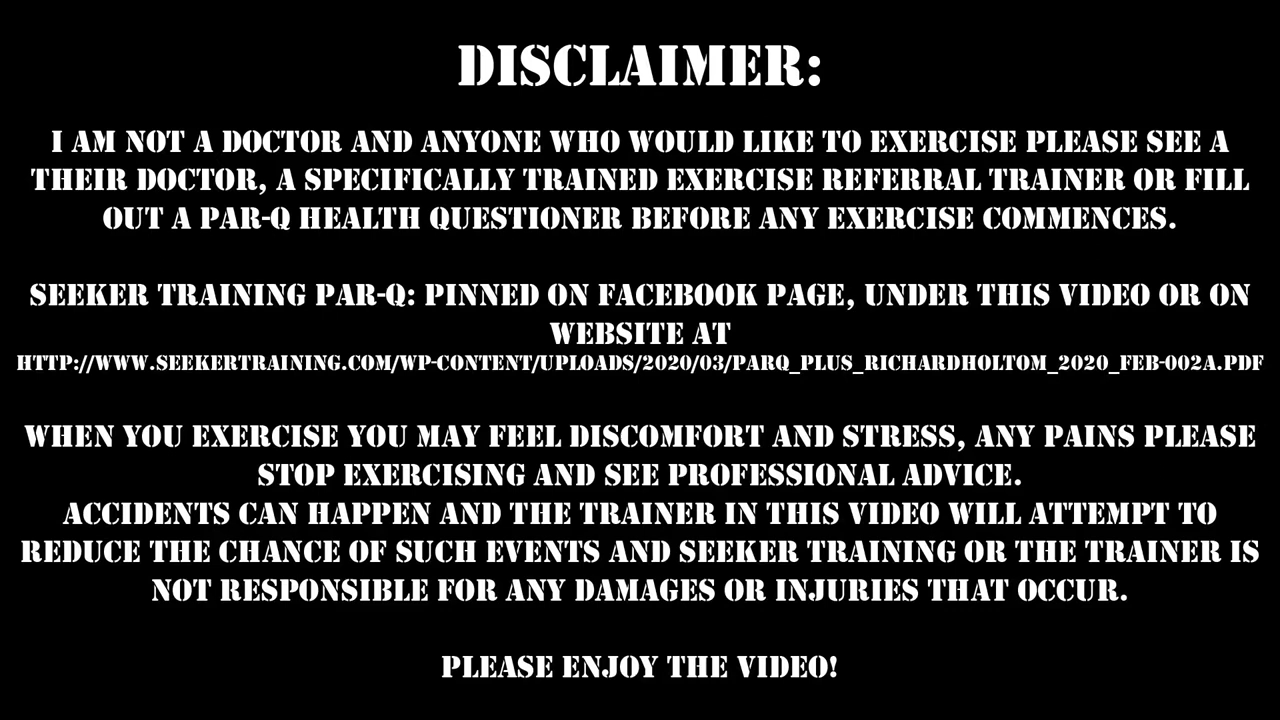 DISCLAIMER:
I AM NOT A DOCTOR AND ANYONE WHO WOULD LIKE TO EXERCISE PLEASE SEE A
THEIR DOCTOR, A SPECIFICALLY TRAINED EXERCISE REFERRAL TRAINER OR FILL
OUT A PAR-Q HEALTH QUESTIONER BEFORE ANY EXERCISE COMMENCES.
SEEKER TRAINING PAR-Q: PINNED ON FACEBOOK PAGE, UNDER THIS VIDEO OR ON
WEBSITE AT
HTTP://WWW.SEEKERTRAINING.COM/WP-CONTENT/UPLOADS/2020/03/PARQ_PLUS_RICHARDHOLTOM_2020_FEB-002A.PDF
WHEN YOU EXERCISE YOU MAY FEEL DISCOMFORT AND STRESS, ANY PAINS PLEASE
STOP EXERCISING AND SEE PROFESSIONAL ADVICE.
ACCIDENTS CAN HAPPEN AND THE TRAINER IN THIS VIDEO WILL ATTEMPT TO
REDUCE THE CHANCE OF SUCH EVENTS AND SEEKER TRAINING OR THE TRAINER IS
NOT RESPONSIBLE FOR ANY DAMAGES OR INJURIES THAT OCCUR.
PLEASE ENJOY THE VIDEO!